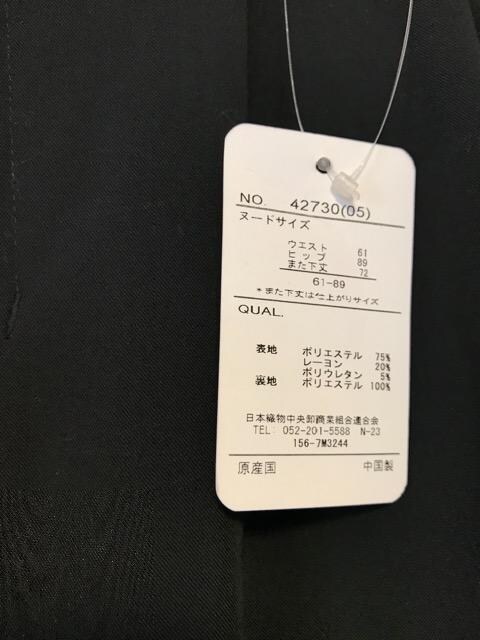 NO. 42730(05)
ヌードサイズ
ウエスト 61
ヒップ 89
また下丈 72
61-89
*また下丈は仕上がりサイズ
QUAL.
表地 ポリエステル 75%
レーヨン 20%
ポリウレタン 5%
裏地 ポリエステル 100%
日本織物中央卸商業組合連合会
TEL: 052-201-5588 N-23
156-7M3244
原産国 中国製